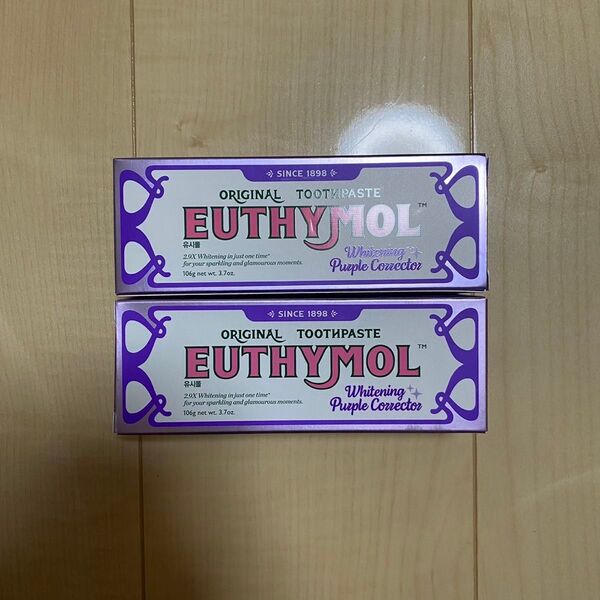 SINCE 1898
ORIGINAL TOOTHPASTE
EUTHYMOL™
유시몰
2.9X Whitening in just one time*
for your sparkling and glamourous moments.
106g net wt. 3.7oz.
Whitening
Purple Corrector
SINCE 1898
ORIGINAL TOOTHPASTE
EUTHYMOL™
유시몰
2.9X Whitening in just one time*
for your sparkling and glamourous moments.
106g net wt. 3.7oz.
Whitening
Purple Corrector